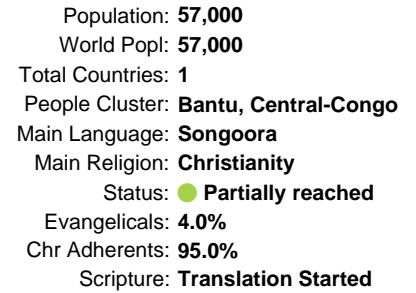 Population: 57,000
World Popl: 57,000
Total Countries: 1
People Cluster: Bantu, Central-Congo
Main Language: Songoora
Main Religion: Christianity
Status: Partially reached
Evangelicals: 4.0%
Chr Adherents: 95.0%
Scripture: Translation Started